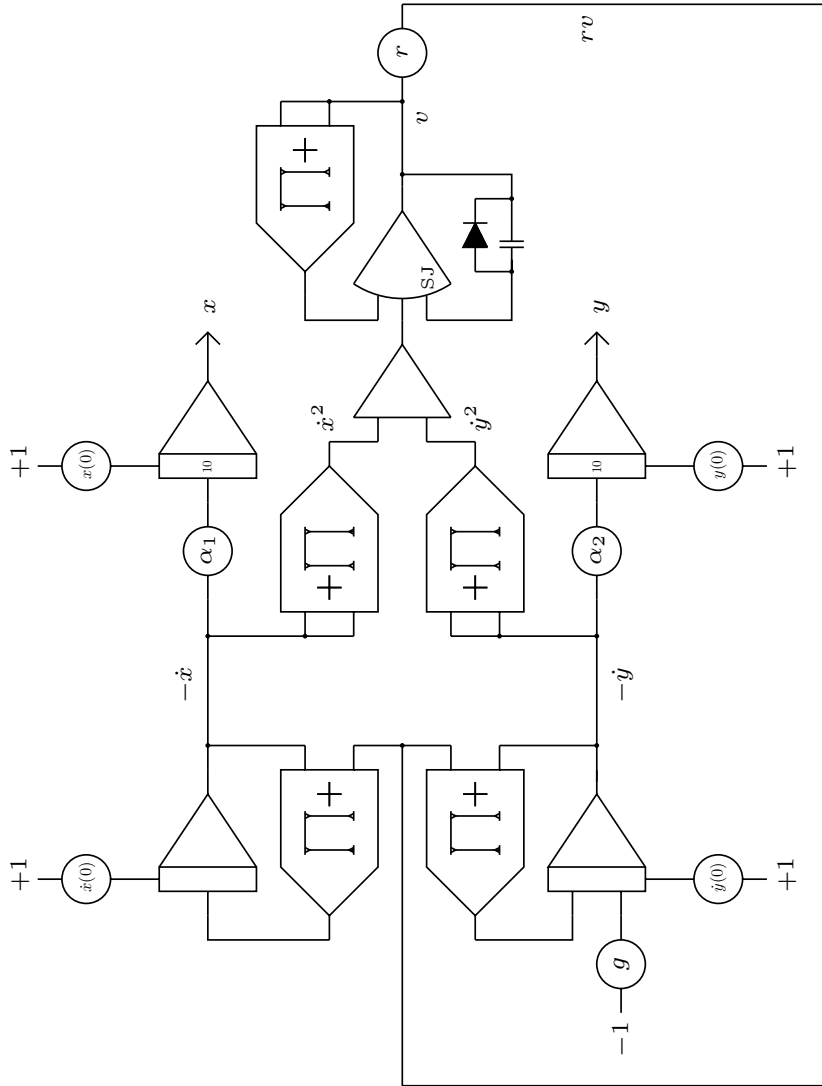 +1
+1
ẋ(0)
x(0)
−ẋ
α₁
10
x
∏ +
∏ +
+ ∏
ẋ²
r
SJ
v
∏ +
+ ∏
ẏ²
rv
α₂
10
y
−1
g
−ẏ
ẏ(0)
y(0)
+1
+1